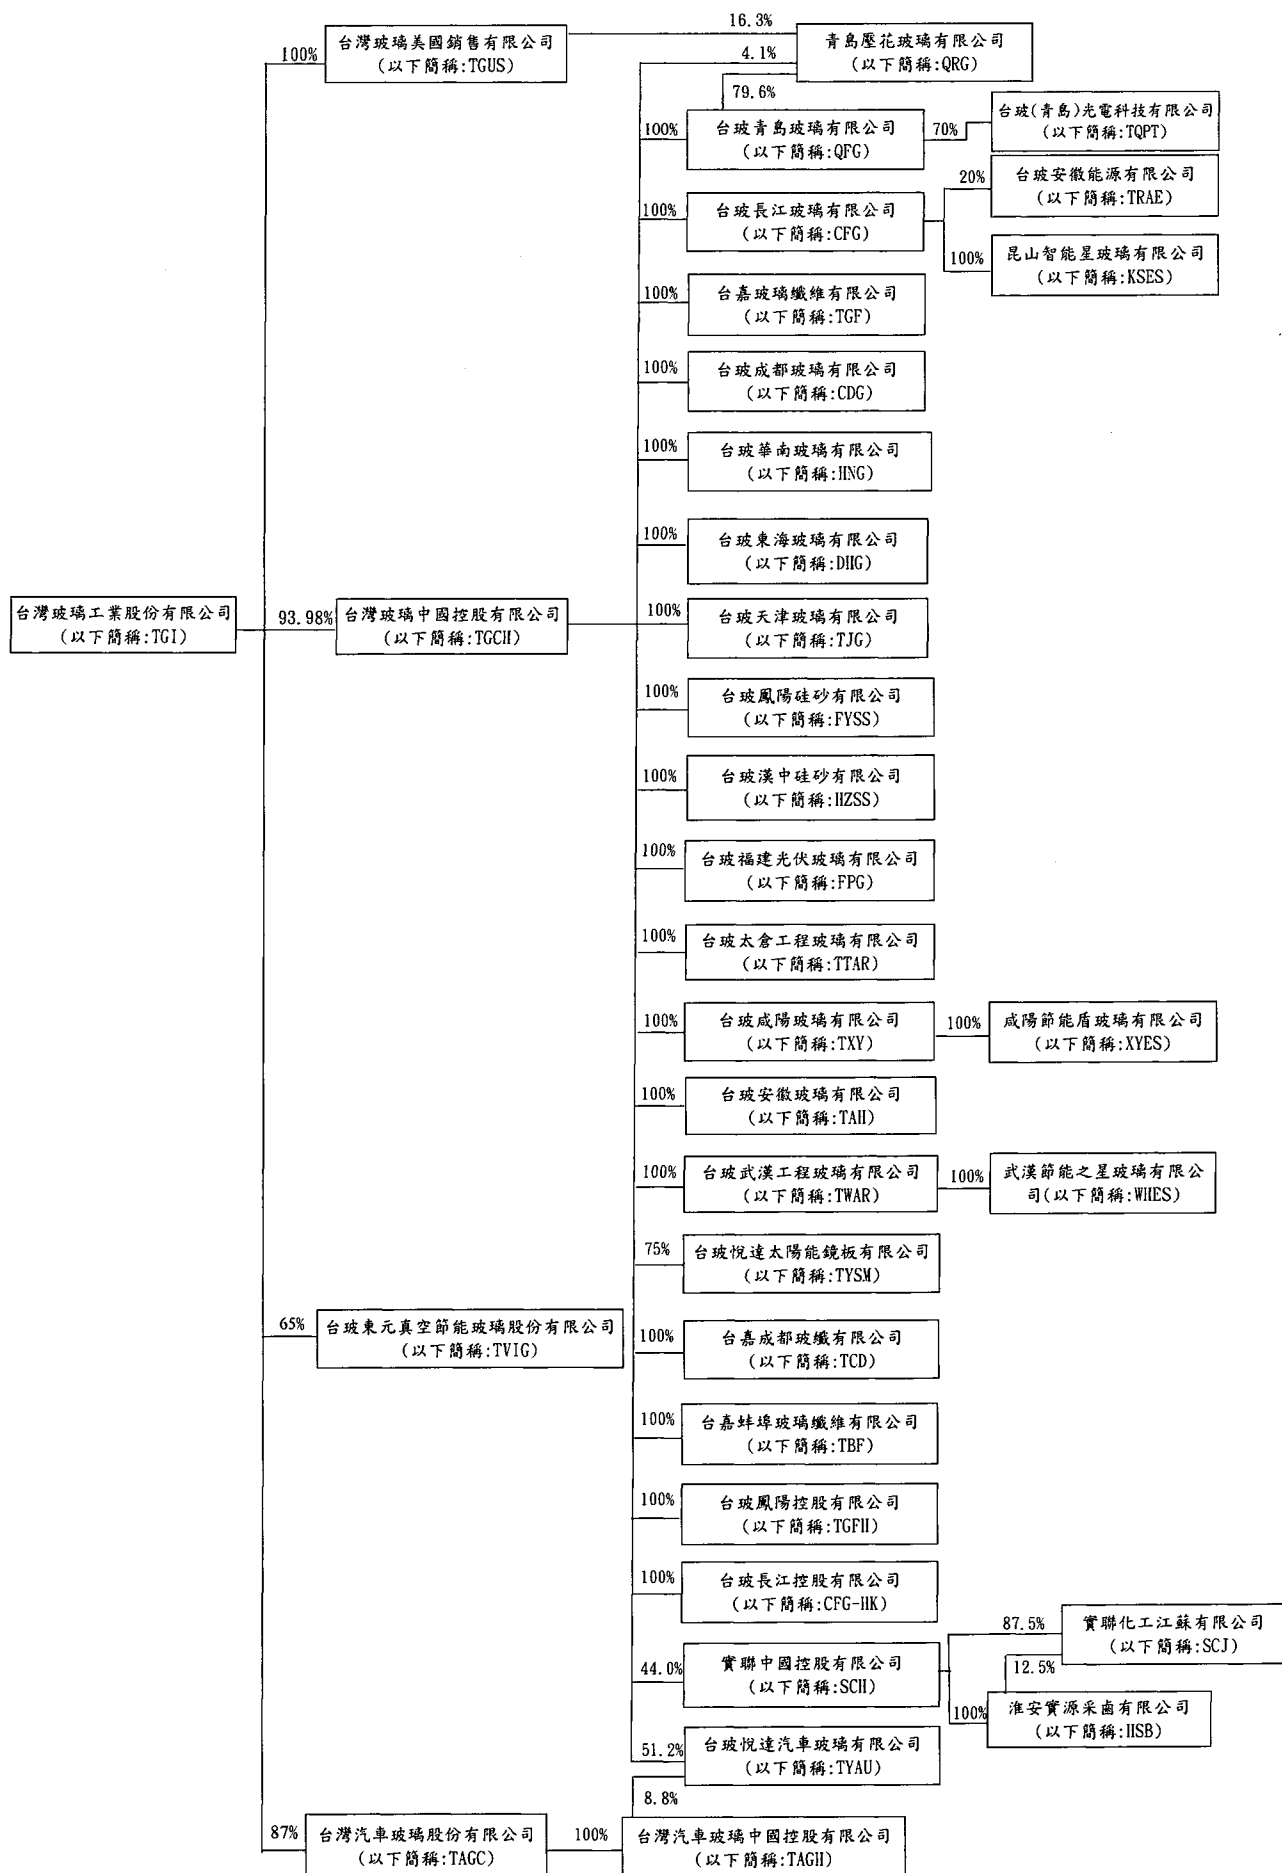 16.3%
台灣玻璃美國銷售有限公司
(以下簡稱:TGUS)
100%
青島壓花玻璃有限公司
(以下簡稱:QRG)
4.1%
79.6%
100%
台玻青島玻璃有限公司
(以下簡稱:QFG)
70%
台玻(青島)光電科技有限公司
(以下簡稱:TQPT)
100%
台玻長江玻璃有限公司
(以下簡稱:CFG)
20%
台玻安徽能源有限公司
(以下簡稱:TRAE)
100%
昆山智能星玻璃有限公司
(以下簡稱:KSES)
100%
台嘉玻璃纖維有限公司
(以下簡稱:TGF)
100%
台玻成都玻璃有限公司
(以下簡稱:CDG)
100%
台玻華南玻璃有限公司
(以下簡稱:HNG)
100%
台玻東海玻璃有限公司
(以下簡稱:DHG)
台灣玻璃工業股份有限公司
(以下簡稱:TGI)
93.98%
台灣玻璃中國控股有限公司
(以下簡稱:TGCH)
100%
台玻天津玻璃有限公司
(以下簡稱:TJG)
100%
台玻鳳陽硅砂有限公司
(以下簡稱:FYSS)
100%
台玻漢中硅砂有限公司
(以下簡稱:HZSS)
100%
台玻福建光伏玻璃有限公司
(以下簡稱:FPG)
100%
台玻太倉工程玻璃有限公司
(以下簡稱:TTAR)
100%
台玻咸陽玻璃有限公司
(以下簡稱:TXY)
100%
咸陽節能盾玻璃有限公司
(以下簡稱:XYES)
100%
台玻安徽玻璃有限公司
(以下簡稱:TAH)
100%
台玻武漢工程玻璃有限公司
(以下簡稱:TWAR)
100%
武漢節能之星玻璃有限公
司(以下簡稱:WHES)
75%
台玻悅達太陽能鏡板有限公司
(以下簡稱:TYSM)
65%
台玻東元真空節能玻璃股份有限公司
(以下簡稱:TVIG)
100%
台嘉成都玻纖有限公司
(以下簡稱:TCD)
100%
台嘉蚌埠玻璃纖維有限公司
(以下簡稱:TBF)
100%
台玻鳳陽控股有限公司
(以下簡稱:TGFH)
100%
台玻長江控股有限公司
(以下簡稱:CFG-HK)
44.0%
實聯中國控股有限公司
(以下簡稱:SCH)
87.5%
實聯化工江蘇有限公司
(以下簡稱:SCJ)
12.5%
100%
淮安實源采鹵有限公司
(以下簡稱:HSB)
51.2%
台玻悅達汽車玻璃有限公司
(以下簡稱:TYAU)
8.8%
87%
台灣汽車玻璃股份有限公司
(以下簡稱:TAGC)
100%
台灣汽車玻璃中國控股有限公司
(以下簡稱:TAGH)